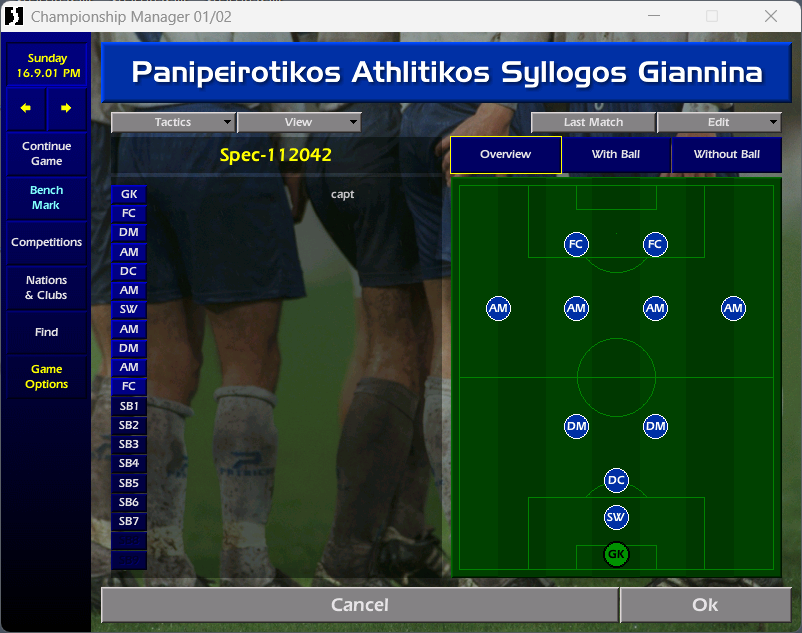 Championship Manager 01/02
Sunday
16.9.01 PM
Continue
Game
Bench
Mark
Competitions
Nations
& Clubs
Find
Game
Options
Panipeirotikos Athlitikos Syllogos Giannina
Tactics
View
Last Match
Edit
Spec-112042
Overview
With Ball
Without Ball
GK capt
FC
DM
AM
DC
AM
SW
AM
DM
AM
FC
SB1
SB2
SB3
SB4
SB5
SB6
SB7
FC FC
AM AM AM AM
DM DM
DC
SW
GK
Cancel
Ok